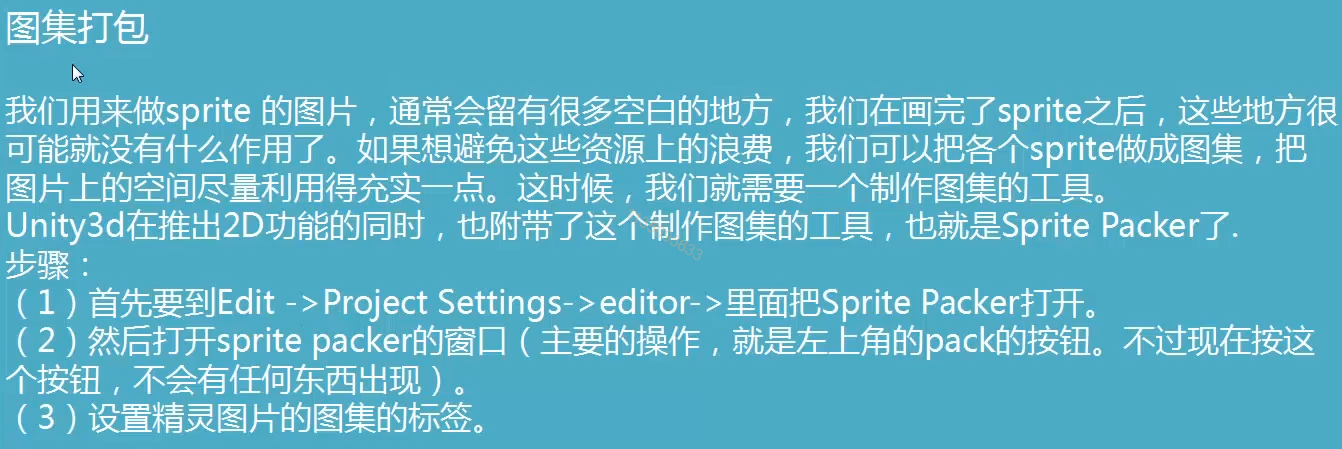 图集打包
我们用来做sprite 的图片，通常会留有很多空白的地方，我们在画完了sprite之后，这些地方很
可能就没有什么作用了。如果想避免这些资源上的浪费，我们可以把各个sprite做成图集，把
图片上的空间尽量利用得充实一点。这时候，我们就需要一个制作图集的工具。
Unity3d在推出2D功能的同时，也附带了这个制作图集的工具，也就是Sprite Packer了.
步骤：
（1）首先要到Edit ->Project Settings->editor->里面把Sprite Packer打开。
（2）然后打开sprite packer的窗口（主要的操作，就是左上角的pack的按钮。不过现在按这
个按钮，不会有任何东西出现）。
（3）设置精灵图片的图集的标签。